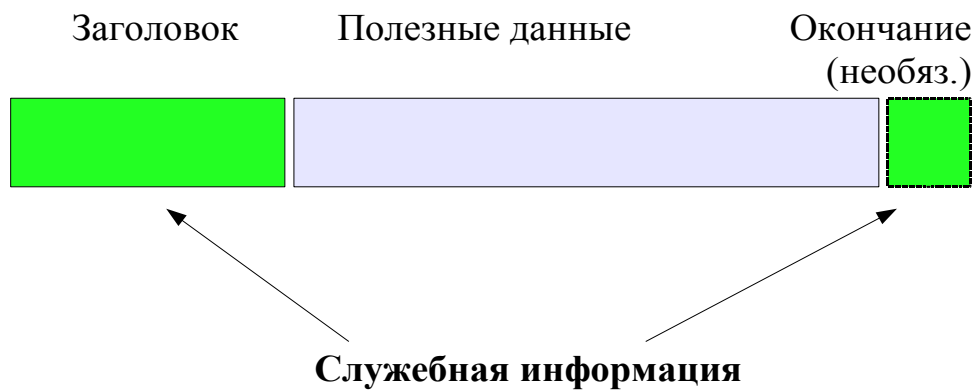 Заголовок
Полезные данные
Окончание
(необяз.)
Служебная информация